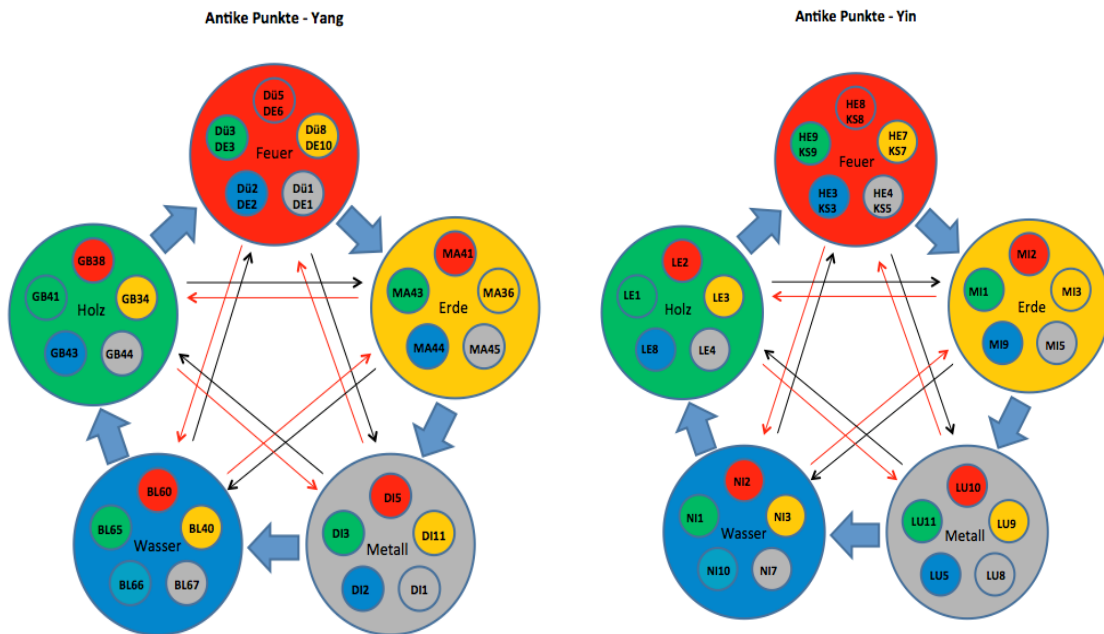 Antike Punkte - Yang
Dü5
DE6
Dü3
DE3
Dü8
DE10
Feuer
Dü2
DE2
Dü1
DE1
GB38
GB41
GB34
Holz
GB43
GB44
MA41
MA43
MA36
Erde
MA44
MA45
BL60
BL65
BL40
Wasser
BL66
BL67
DI5
DI3
DI11
Metall
DI2
DI1
Antike Punkte - Yin
HE8
KS8
HE9
KS9
HE7
KS7
Feuer
HE3
KS3
HE4
KS5
LE2
LE1
LE3
Holz
LE8
LE4
MI2
MI1
MI3
Erde
MI9
MI5
NI2
NI1
NI3
Wasser
NI10
NI7
LU10
LU11
LU9
Metall
LU5
LU8